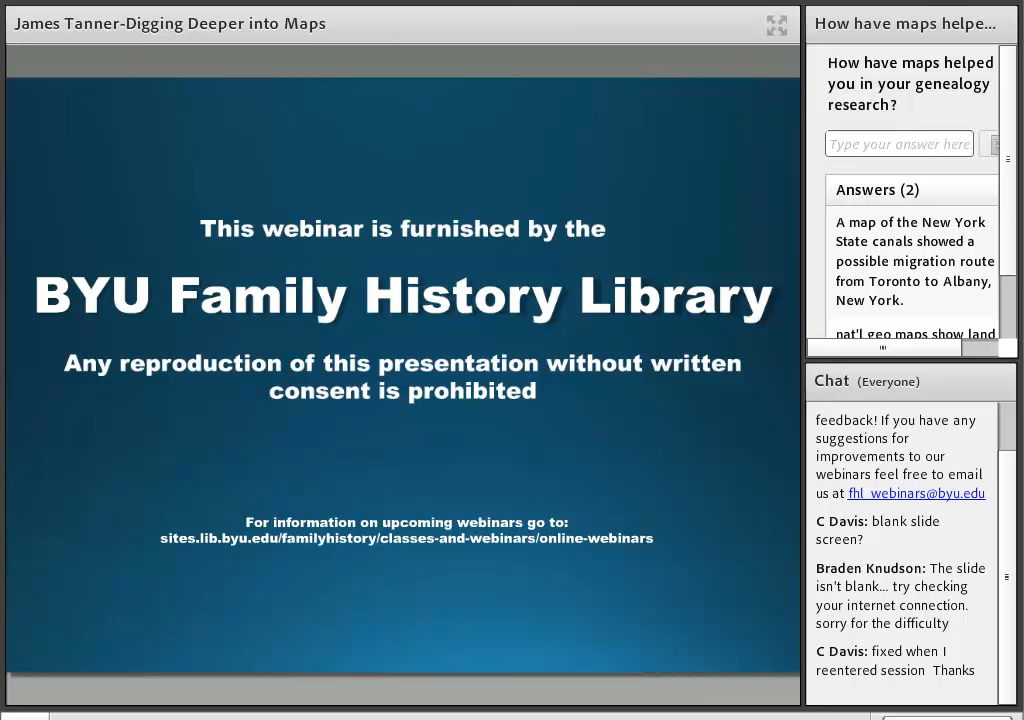 James Tanner-Digging Deeper into Maps
This webinar is furnished by the
BYU Family History Library
Any reproduction of this presentation without written
consent is prohibited
For information on upcoming webinars go to:
sites.lib.byu.edu/familyhistory/classes-and-webinars/online-webinars
How have maps helpe...
How have maps helped
you in your genealogy
research?
Type your answer here.
Answers (2)
A map of the New York
State canals showed a
possible migration route
from Toronto to Albany,
New York.
nat'l geo maps show land
Chat (Everyone)
feedback! If you have any
suggestions for
improvements to our
webinars feel free to email
us at fhl_webinars@byu.edu
C Davis: blank slide
screen?
Braden Knudson: The slide
isn't blank... try checking
your internet connection.
sorry for the difficulty
C Davis: fixed when I
reentered session Thanks